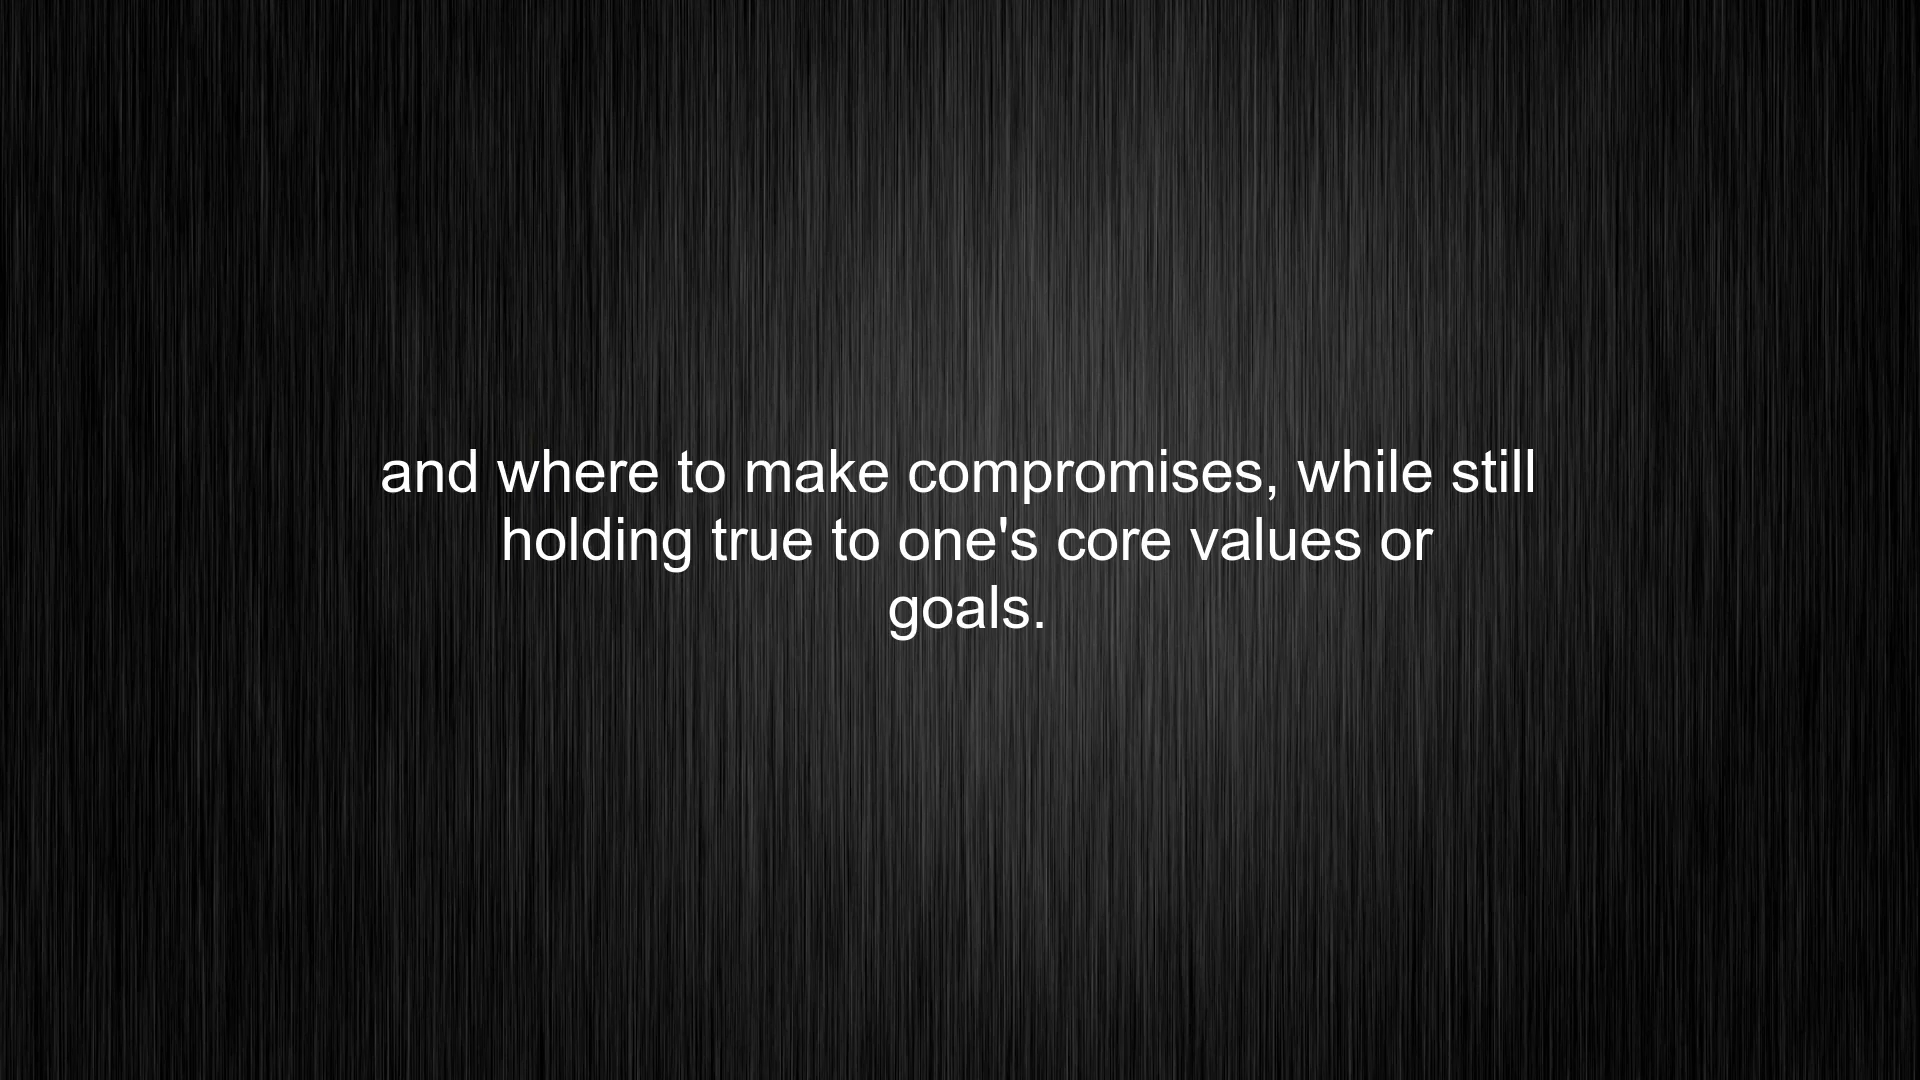 and where to make compromises, while still
holding true to one's core values or
goals.